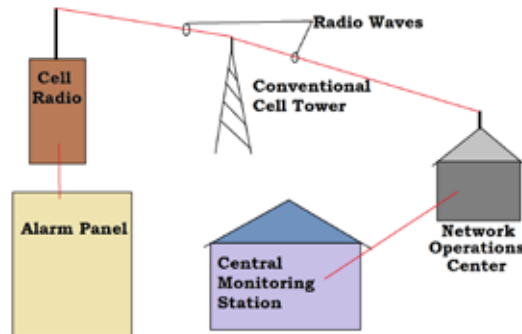 Radio Waves
Cell
Radio
Conventional
Cell Tower
Alarm Panel
Central
Monitoring
Station
Network
Operations
Center